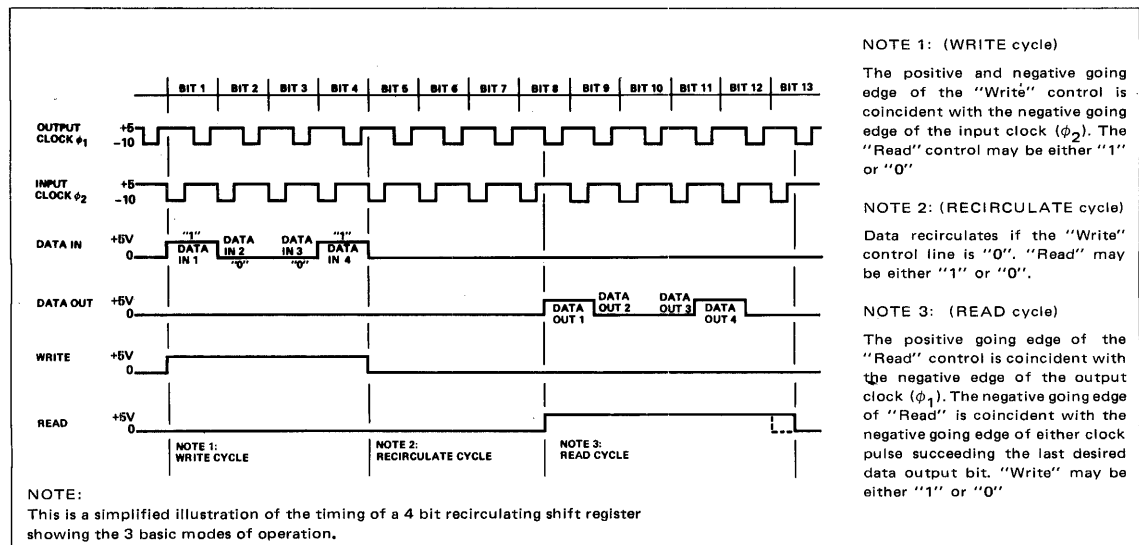 BIT 1 BIT 2 BIT 3 BIT 4 BIT 5 BIT 6 BIT 7 BIT 8 BIT 9 BIT 10 BIT 11 BIT 12 BIT 13
OUTPUT
CLOCK ϕ1
+5
−10
INPUT
CLOCK ϕ2
+5
−10
DATA IN
+5V
0
"1"
DATA
IN 1
DATA
IN 2
"0"
DATA
IN 3
"0"
"1"
DATA
IN 4
DATA OUT
+5V
0
DATA
OUT 1
DATA
OUT 2
DATA
OUT 3
DATA
OUT 4
WRITE
+5V
0
READ
+5V
0
NOTE 1:
WRITE CYCLE
NOTE 2:
RECIRCULATE CYCLE
NOTE 3:
READ CYCLE
NOTE:
This is a simplified illustration of the timing of a 4 bit recirculating shift register
showing the 3 basic modes of operation.
NOTE 1: (WRITE cycle)
The positive and negative going
edge of the "Write" control is
coincident with the negative going
edge of the input clock (ϕ2). The
"Read" control may be either "1"
or "0"
NOTE 2: (RECIRCULATE cycle)
Data recirculates if the "Write"
control line is "0". "Read" may
be either "1" or "0".
NOTE 3: (READ cycle)
The positive going edge of the
"Read" control is coincident with
the negative edge of the output
clock (ϕ1). The negative going edge
of "Read" is coincident with the
negative going edge of either clock
pulse succeeding the last desired
data output bit. "Write" may be
either "1" or "0"